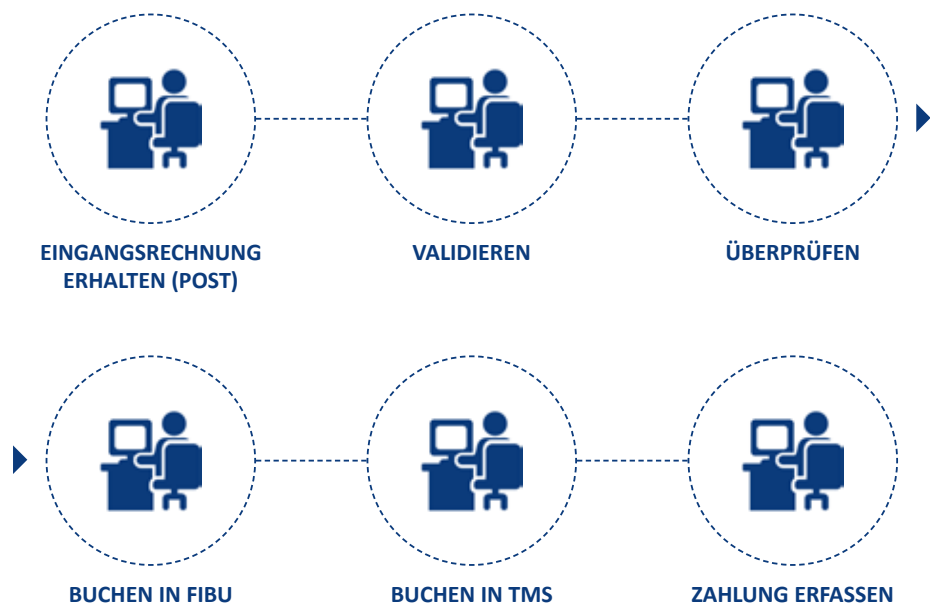 EINGANGSRECHNUNG
ERHALTEN (POST)
VALIDIEREN
ÜBERPRÜFEN
BUCHEN IN FIBU
BUCHEN IN TMS
ZAHLUNG ERFASSEN